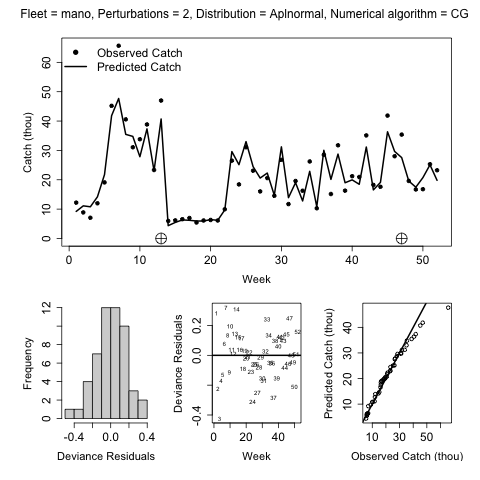 Fleet = mano, Perturbations = 2, Distribution = Aplnormal, Numerical algorithm = CG
Observed Catch
Predicted Catch
Catch (thou)
0 10 20 30 40 50 60
0 10 20 30 40 50
Week
Frequency
0 2 4 6 8 12
-0.4 0.0 0.4
Deviance Residuals
Deviance Residuals
-0.4 0.0 0.2
0 10 20 30 40 50
Week
Predicted Catch (thou)
10 20 30 40
10 30 50
Observed Catch (thou)